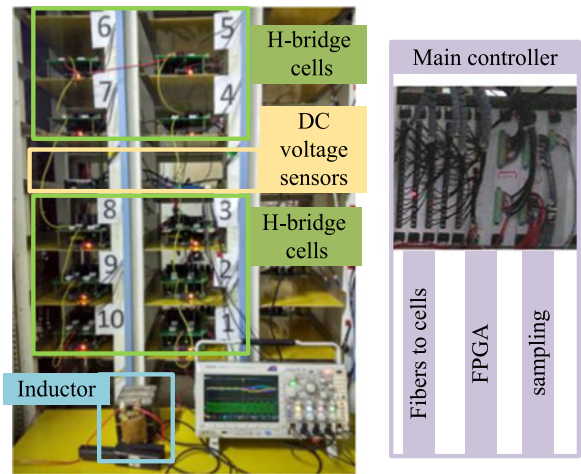 6
5
H-bridge
cells
7
4
DC
voltage
sensors
8
3
H-bridge
cells
9
2
10
1
Inductor
Main controller
Fibers to cells
FPGA
sampling